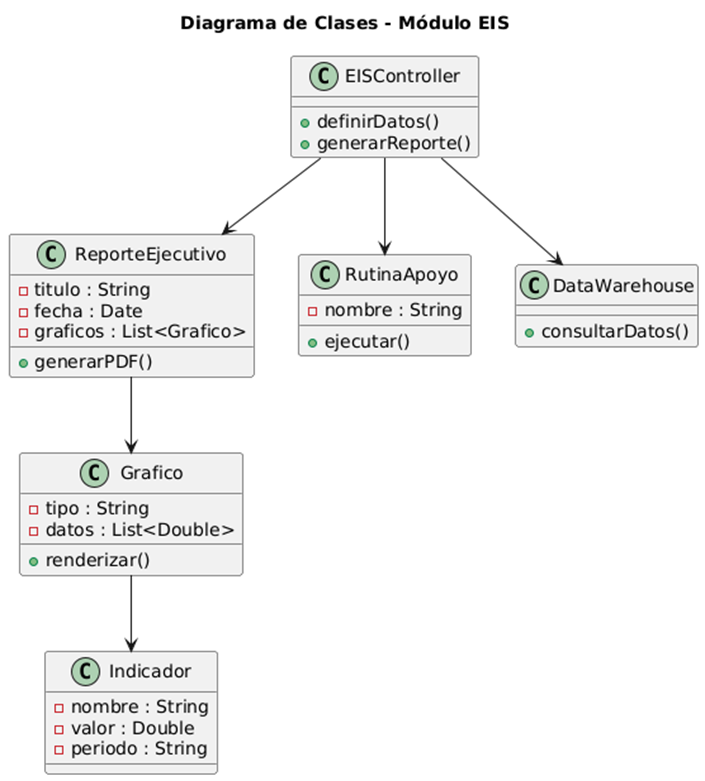 Diagrama de Clases - Módulo EIS
C EISController
definirDatos()
generarReporte()
C ReporteEjecutivo
titulo : String
fecha : Date
graficos : List<Grafico>
generarPDF()
C RutinaApoyo
nombre : String
ejecutar()
C DataWarehouse
consultarDatos()
C Grafico
tipo : String
datos : List<Double>
renderizar()
C Indicador
nombre : String
valor : Double
periodo : String